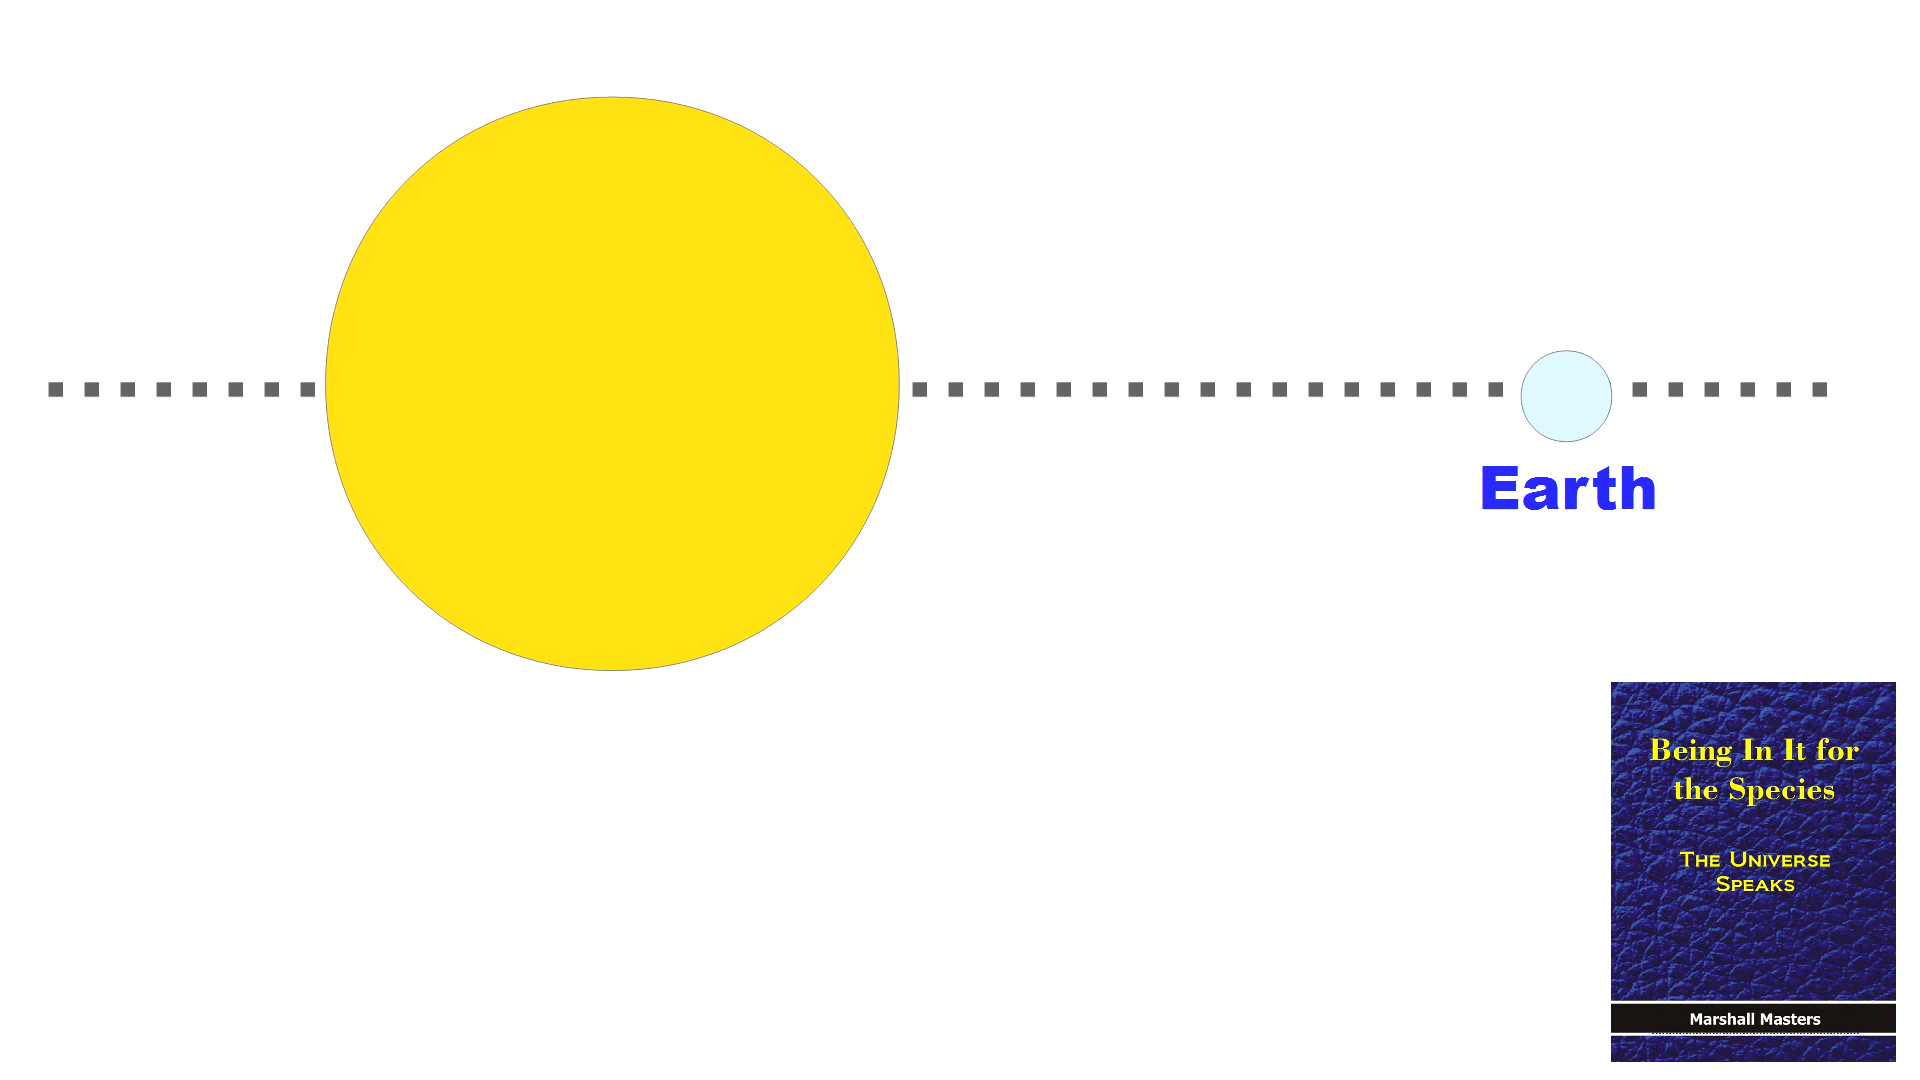 Earth
Being In It for
the Species
The Universe
Speaks
Marshall Masters